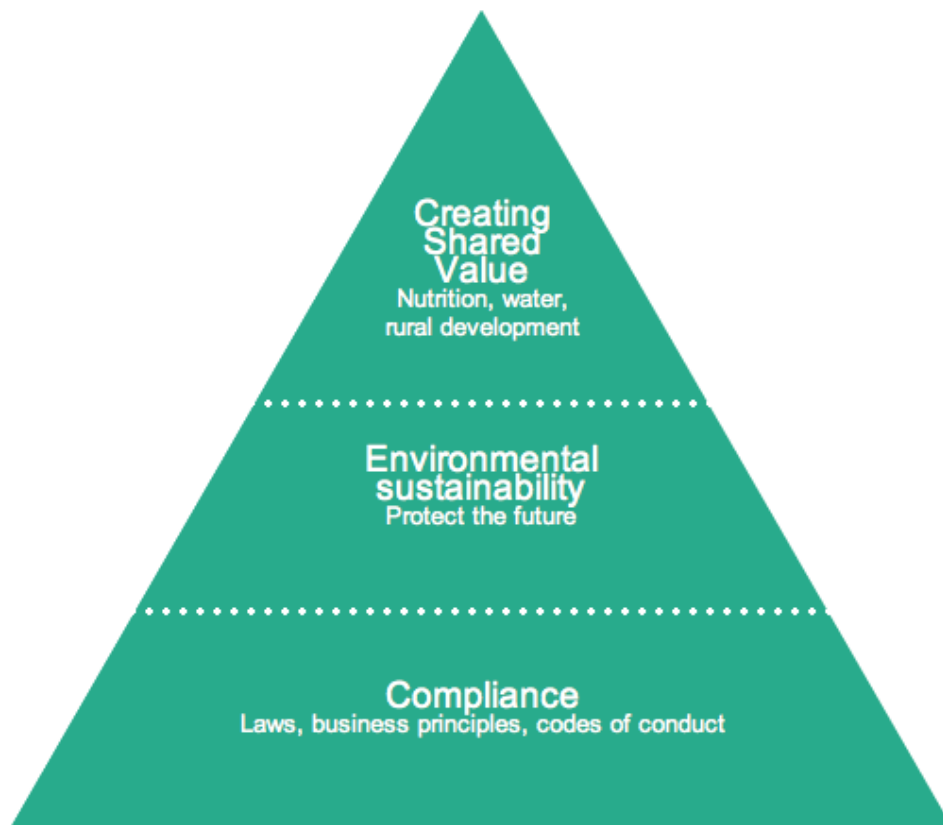 Creating
Shared
Value
Nutrition, water,
rural development
Environmental
sustainability
Protect the future
Compliance
Laws, business principles, codes of conduct